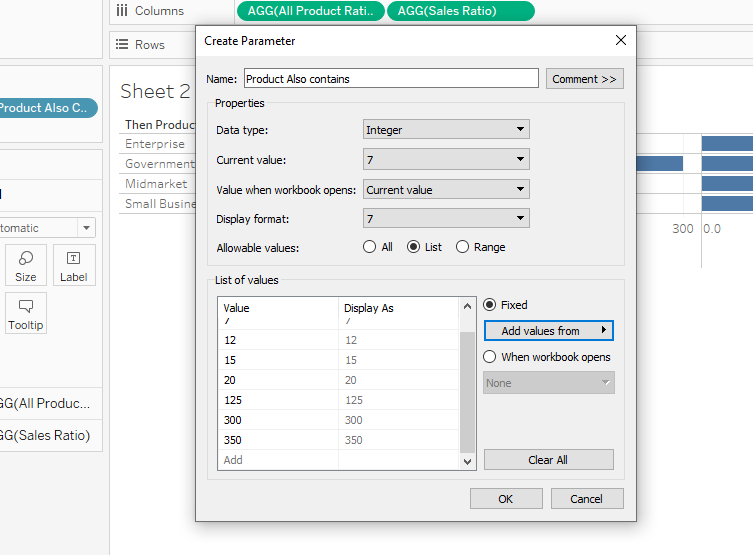 Columns
AGG(All Product Rati..
AGG(Sales Ratio)
Rows
Create Parameter
Name:
Product Also contains
Comment >>
Sheet 2
Properties
Product Also C..
Data type:
Integer
Then Produc
Enterprise
Current value:
7
Government
Midmarket
Value when workbook opens:
Current value
Small Busine
Display format:
7
tomatic
300
0.0
Allowable values:
All
List
Range
Size
Label
List of values
Value
Display As
Fixed
Tooltip
Add values from
12
12
15
15
When workbook opens
20
20
None
125
125
GG(All Produc...
300
300
GG(Sales Ratio)
350
350
Add
Clear All
OK
Cancel